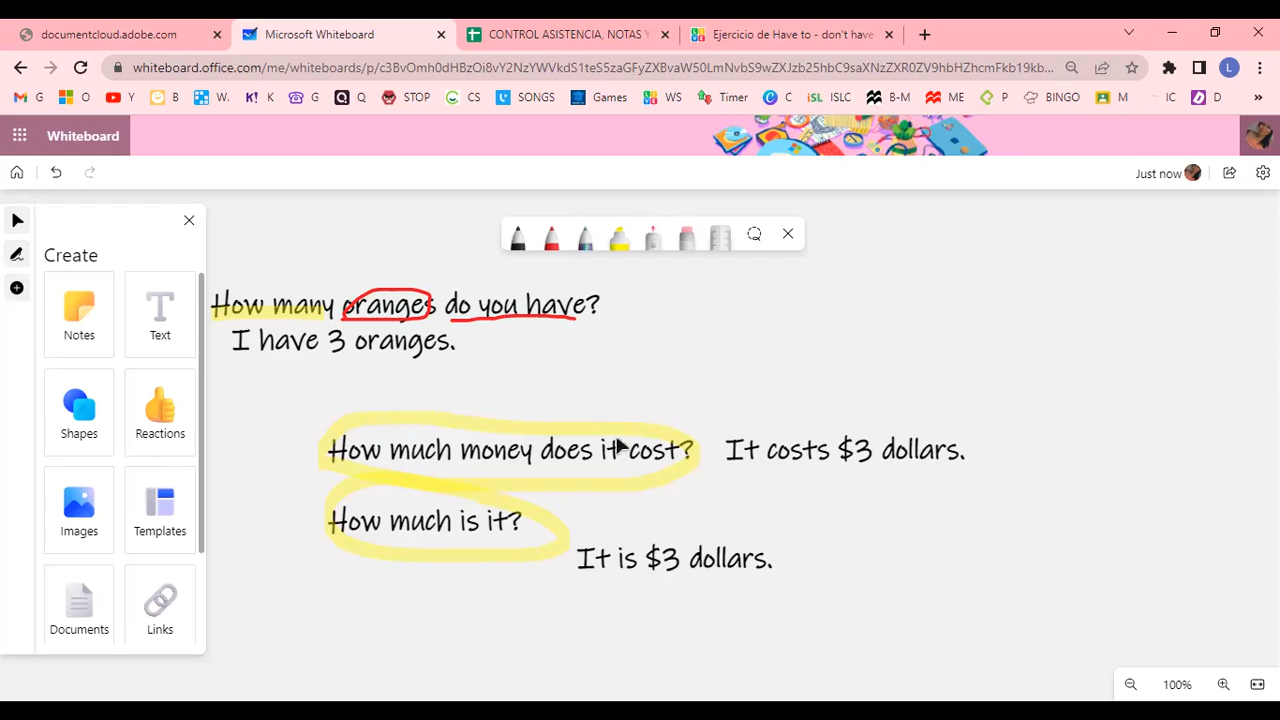 documentcloud.adobe.com
Microsoft Whiteboard
CONTROL ASISTENCIA, NOTAS Y
Ejercicio de Have to - don't have
whiteboard.office.com/me/whiteboards/p/
G O Y B W. K! G Q STOP CS SONGS Games WS Timer C ISLC B-M ME P BINGO M IC D
Whiteboard
Just now
Create
Notes
Text
Shapes
Reactions
Images
Templates
Documents
Links
How many oranges do you have?
I have 3 oranges.
How much money does it cost? It costs $3 dollars.
How much is it?
It is $3 dollars.
100%